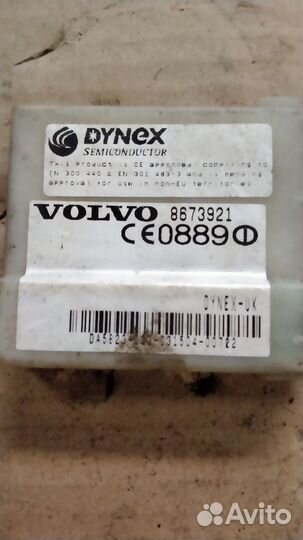 DYNEX
SEMICONDUCTOR
This product is CE approved, complying to
EN 300 440 & EN 301 489-3 and is pending
approval for use in non-EU territories
VOLVO 8673921
CE0889
DYNEX-UK
Avito